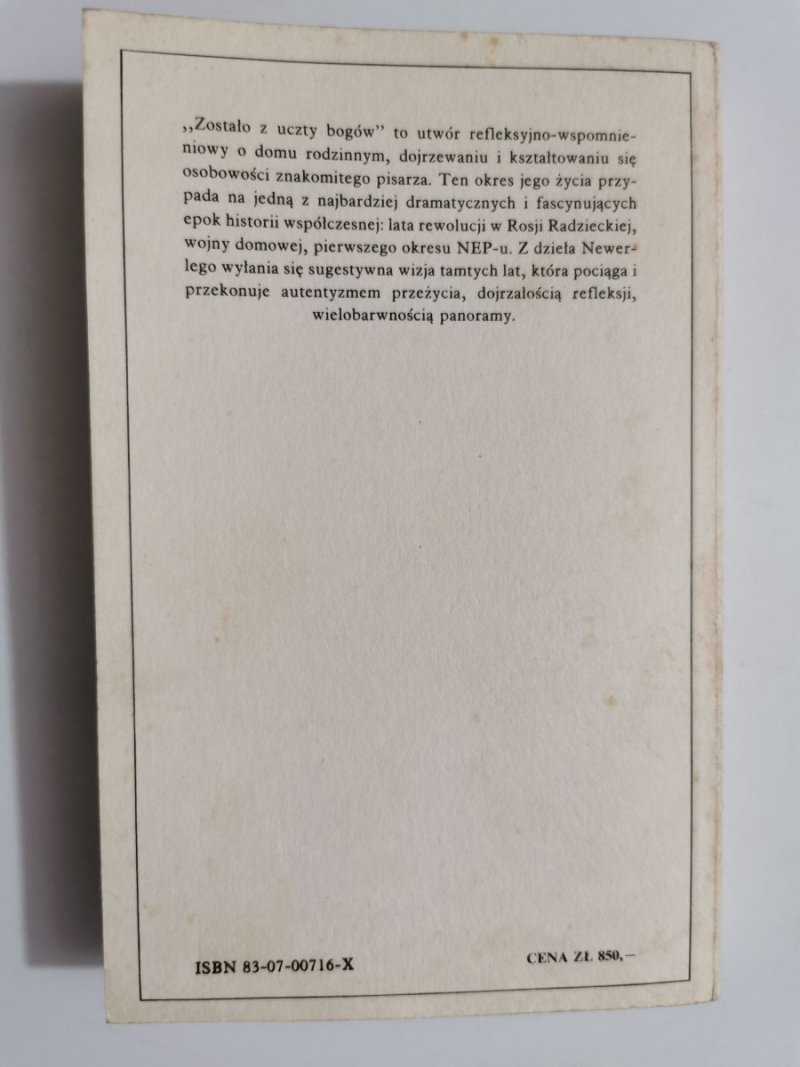 ,,Zostało z uczty bogów” to utwór refleksyjno-wspomnie-
niowy o domu rodzinnym, dojrzewaniu i kształtowaniu się
osobowości znakomitego pisarza. Ten okres jego życia przy-
pada na jedną z najbardziej dramatycznych i fascynujących
epok historii współczesnej: lata rewolucji w Rosji Radzieckiej,
wojny domowej, pierwszego okresu NEP-u. Z dzieła Newer-
lego wyłania się sugestywna wizja tamtych lat, która pociąga i
przekonuje autentyzmem przeżycia, dojrzałością refleksji,
wielobarwnością panoramy.
ISBN 83-07-00716-X
CENA ZŁ 850,—